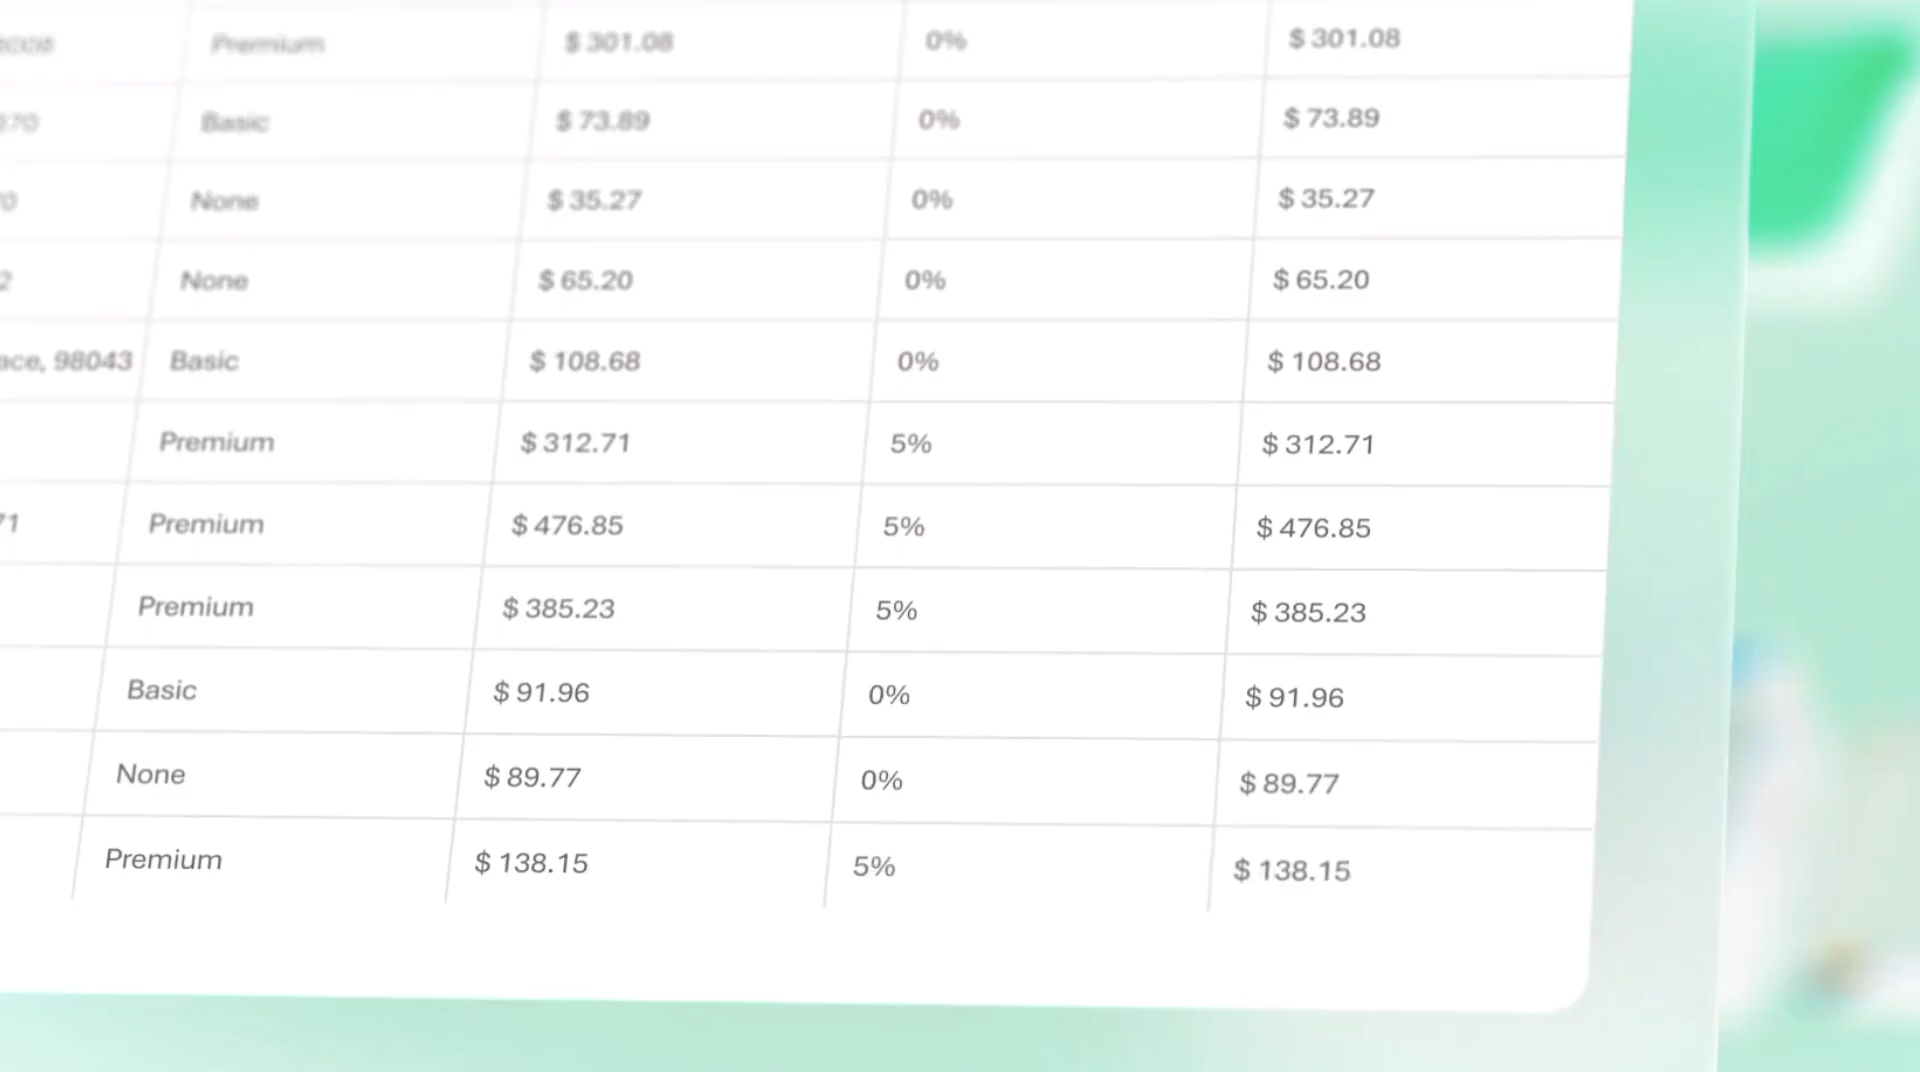 Premium $ 301.08 0% $ 301.08
Basic $ 73.89 0% $ 73.89
None $ 35.27 0% $ 35.27
2 None $ 65.20 0% $ 65.20
ace, 98043 Basic $ 108.68 0% $ 108.68
Premium $ 312.71 5% $ 312.71
71 Premium $ 476.85 5% $ 476.85
Premium $ 385.23 5% $ 385.23
Basic $ 91.96 0% $ 91.96
None $ 89.77 0% $ 89.77
Premium $ 138.15 5% $ 138.15